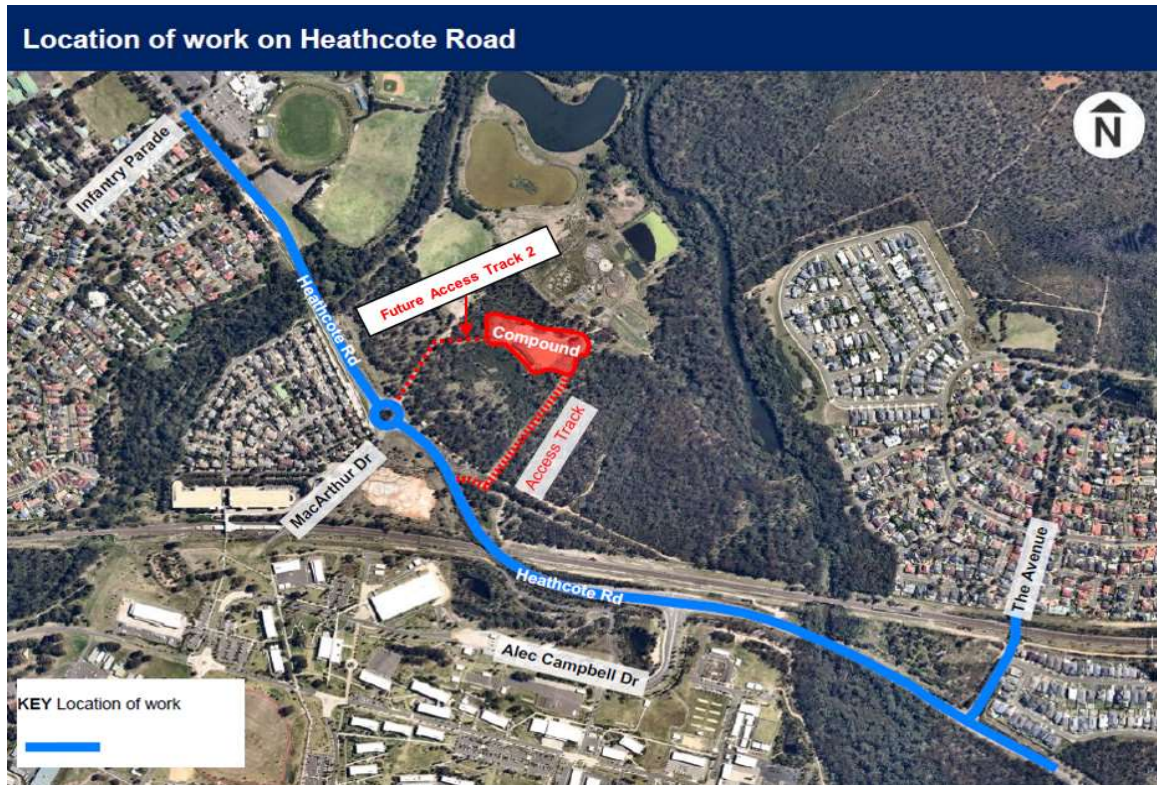 Location of work on Heathcote Road
N
Infantry Parade
Heathcote Rd
Future Access Track 2
Compound
Access Track
MacArthur Dr
Heathcote Rd
The Avenue
Alec Campbell Dr
KEY Location of work